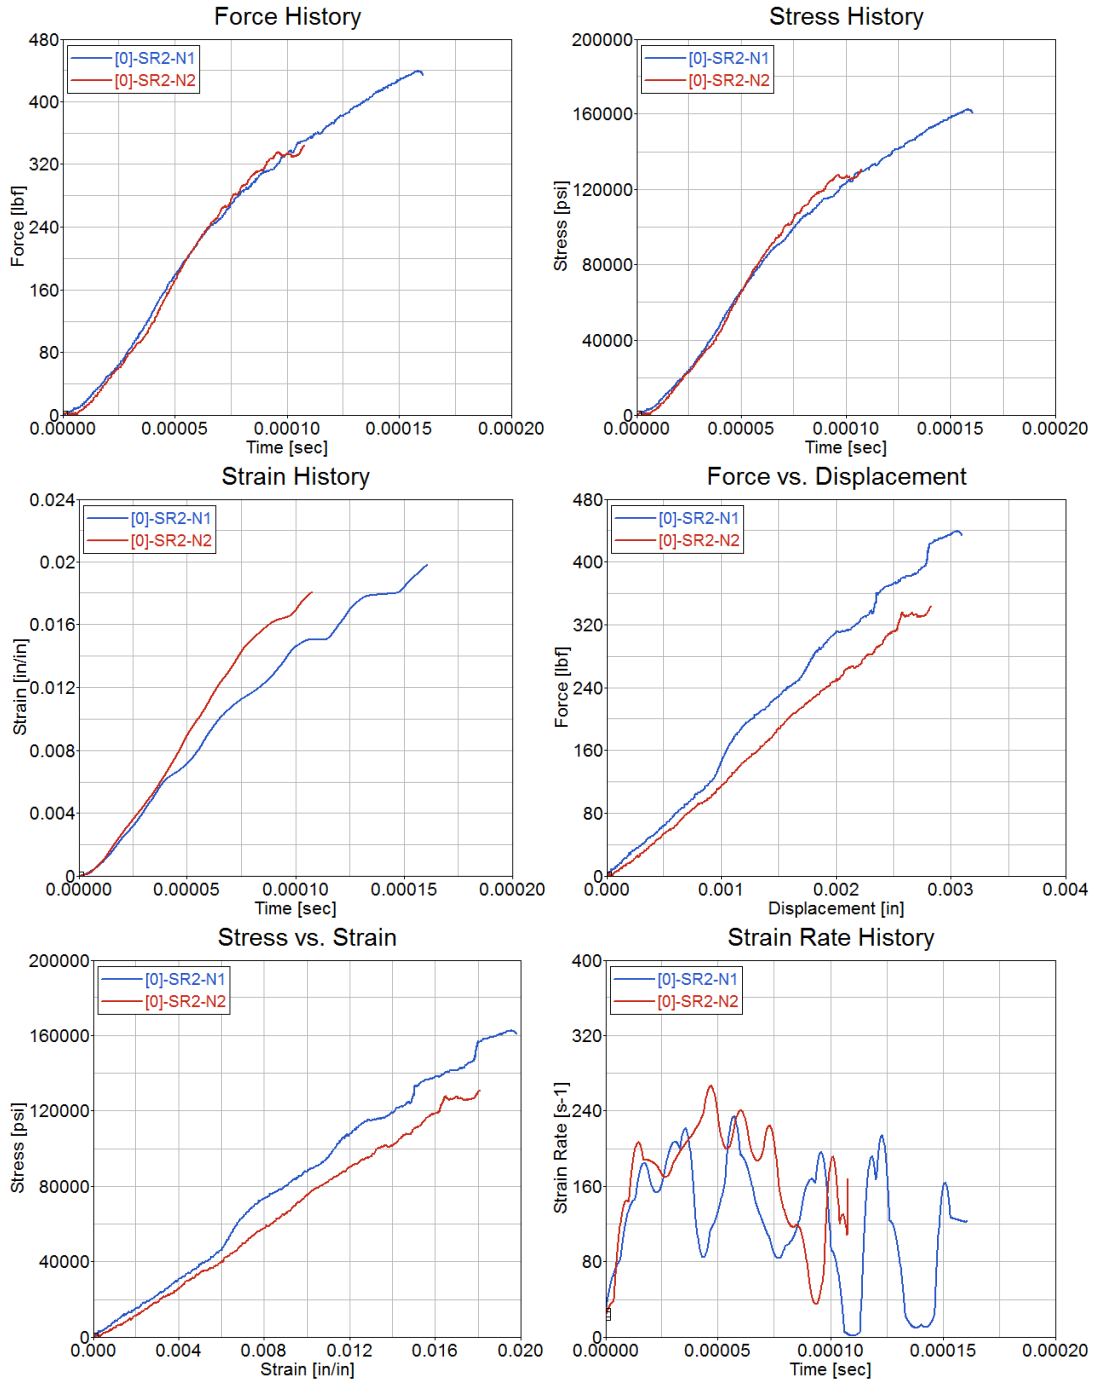 Force History
480
400
320
240
160
80
0
Force [lbf]
[0]-SR2-N1
[0]-SR2-N2
0.00000 0.00005 0.00010 0.00015 0.00020
Time [sec]
Stress History
200000
160000
120000
80000
40000
0
Stress [psi]
[0]-SR2-N1
[0]-SR2-N2
0.00000 0.00005 0.00010 0.00015 0.00020
Time [sec]
Strain History
0.024
0.02
0.016
0.012
0.008
0.004
0
Strain [in/in]
[0]-SR2-N1
[0]-SR2-N2
0.00000 0.00005 0.00010 0.00015 0.00020
Time [sec]
Force vs. Displacement
480
400
320
240
160
80
0
Force [lbf]
[0]-SR2-N1
[0]-SR2-N2
0.000 0.001 0.002 0.003 0.004
Displacement [in]
Stress vs. Strain
200000
160000
120000
80000
40000
0
Stress [psi]
[0]-SR2-N1
[0]-SR2-N2
0.000 0.004 0.008 0.012 0.016 0.020
Strain [in/in]
Strain Rate History
400
320
240
160
80
0
Strain Rate [s-1]
[0]-SR2-N1
[0]-SR2-N2
0.00000 0.00005 0.00010 0.00015 0.00020
Time [sec]